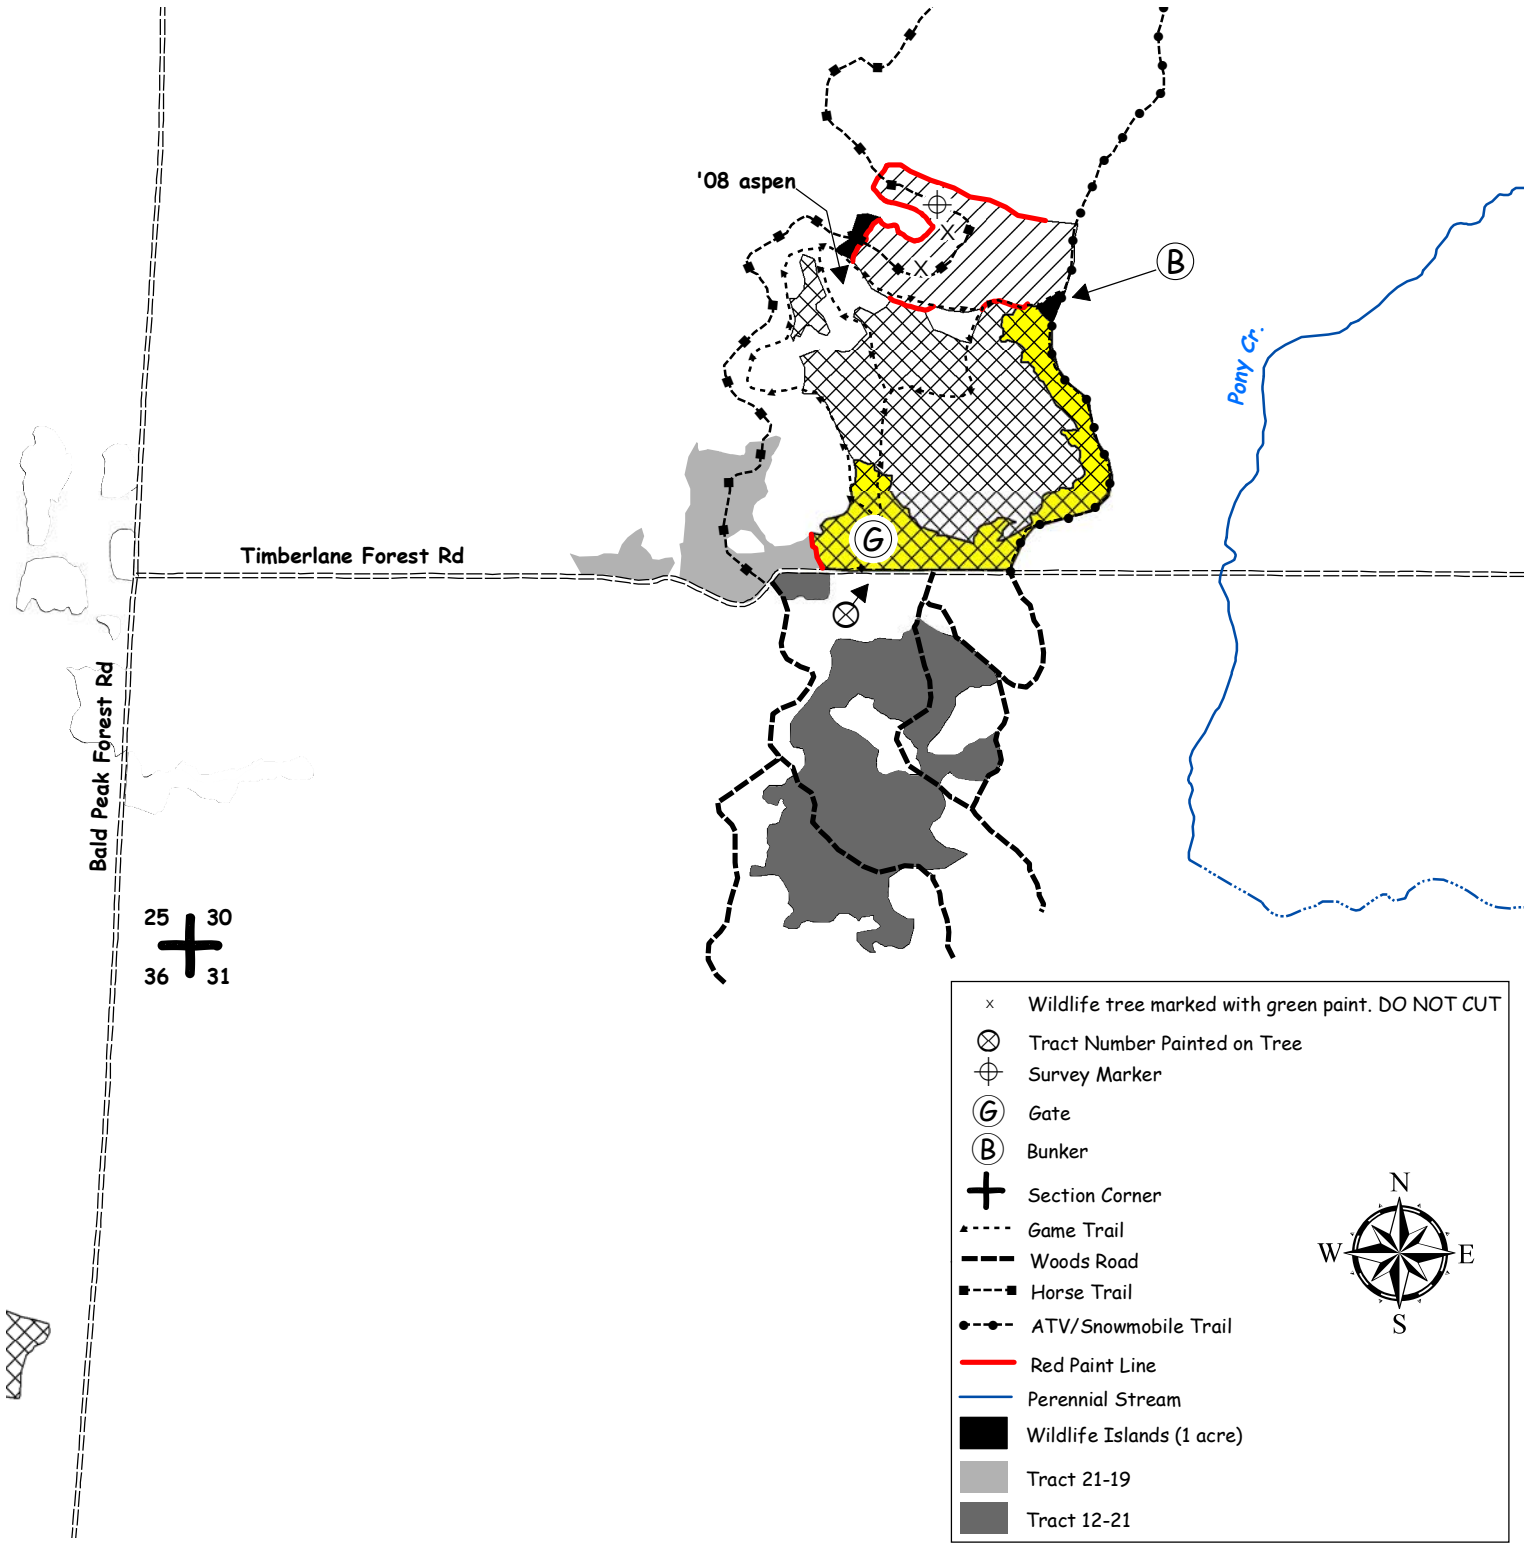 '08 aspen
B
Pony Cr.
Timberlane Forest Rd
G
Bald Peak Forest Rd
25 30
36 31
x Wildlife tree marked with green paint. DO NOT CUT
Tract Number Painted on Tree
Survey Marker
G Gate
B Bunker
Section Corner
Game Trail
Woods Road
Horse Trail
ATV/Snowmobile Trail
Red Paint Line
Perennial Stream
Wildlife Islands (1 acre)
Tract 21-19
Tract 12-21
N
W E
S